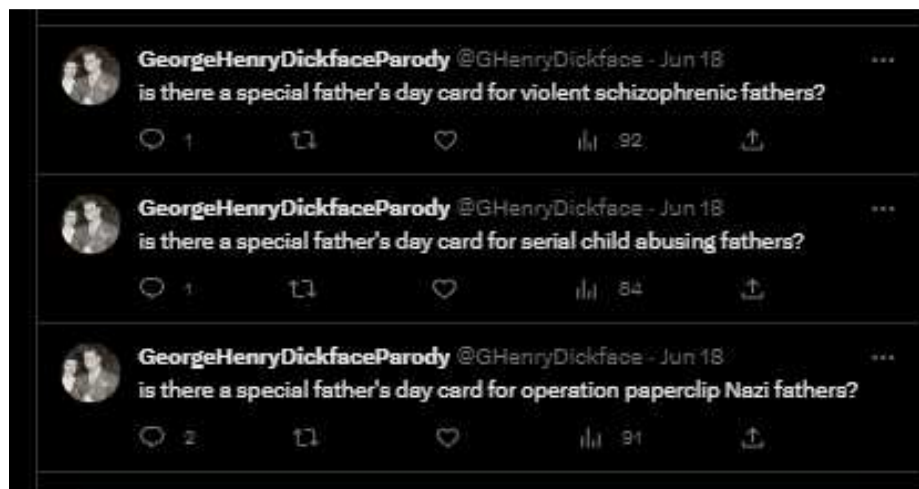 GeorgeHenryDickfaceParody @GHenryDickface · Jun 18
is there a special father's day card for violent schizophrenic fathers?
1 92
GeorgeHenryDickfaceParody @GHenryDickface · Jun 18
is there a special father's day card for serial child abusing fathers?
1 84
GeorgeHenryDickfaceParody @GHenryDickface · Jun 18
is there a special father's day card for operation paperclip Nazi fathers?
2 91